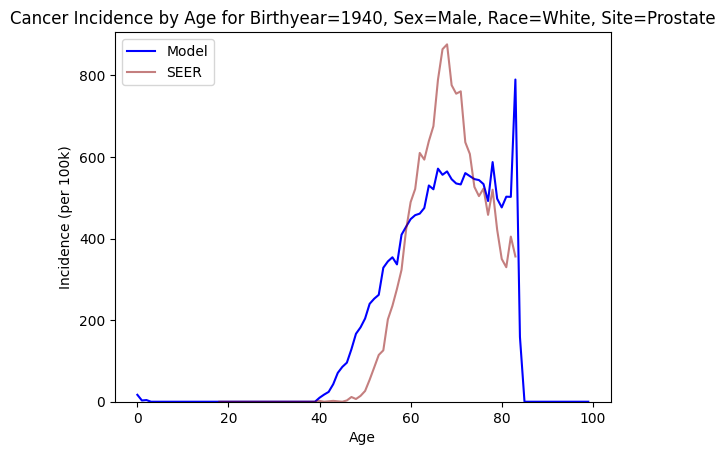 Cancer Incidence by Age for Birthyear=1940, Sex=Male, Race=White, Site=Prostate
Model
SEER
Incidence (per 100k)
800
600
400
200
0
0 20 40 60 80 100
Age